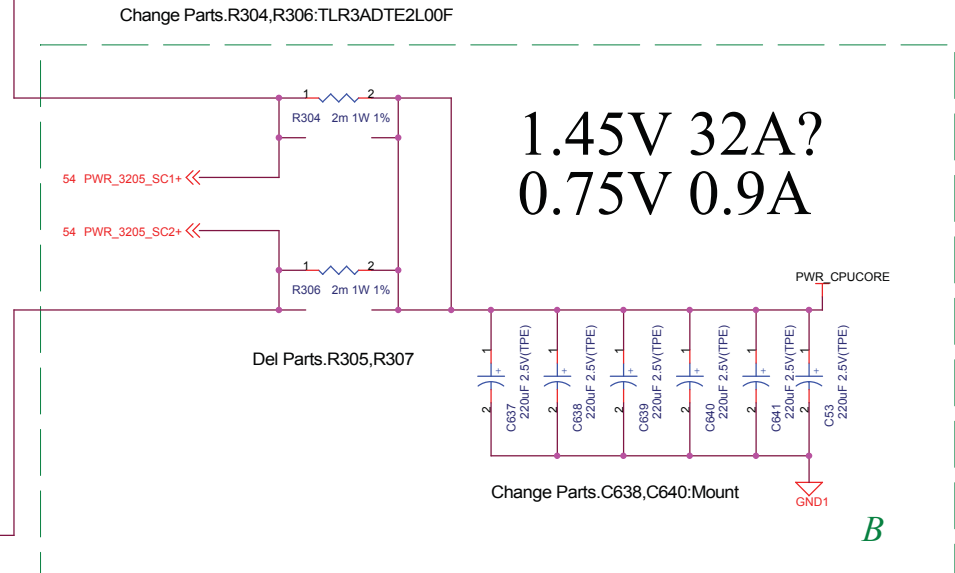 Change Parts.R304,R306:TLR3ADTE2L00F
1 2
R304 2m 1W 1%
1.45V 32A?
0.75V 0.9A
54 PWR_3205_SC1+
54 PWR_3205_SC2+
1 2
R306 2m 1W 1%
PWR_CPUCORE
Del Parts.R305,R307
1 + 2 C637 220uF 2.5V(TPE)
1 + 2 C638 220uF 2.5V(TPE)
1 + 2 C639 220uF 2.5V(TPE)
1 + 2 C640 220uF 2.5V(TPE)
1 + 2 C641 220uF 2.5V(TPE)
1 + 2 C53 220uF 2.5V(TPE)
Change Parts.C638,C640:Mount
GND1
B